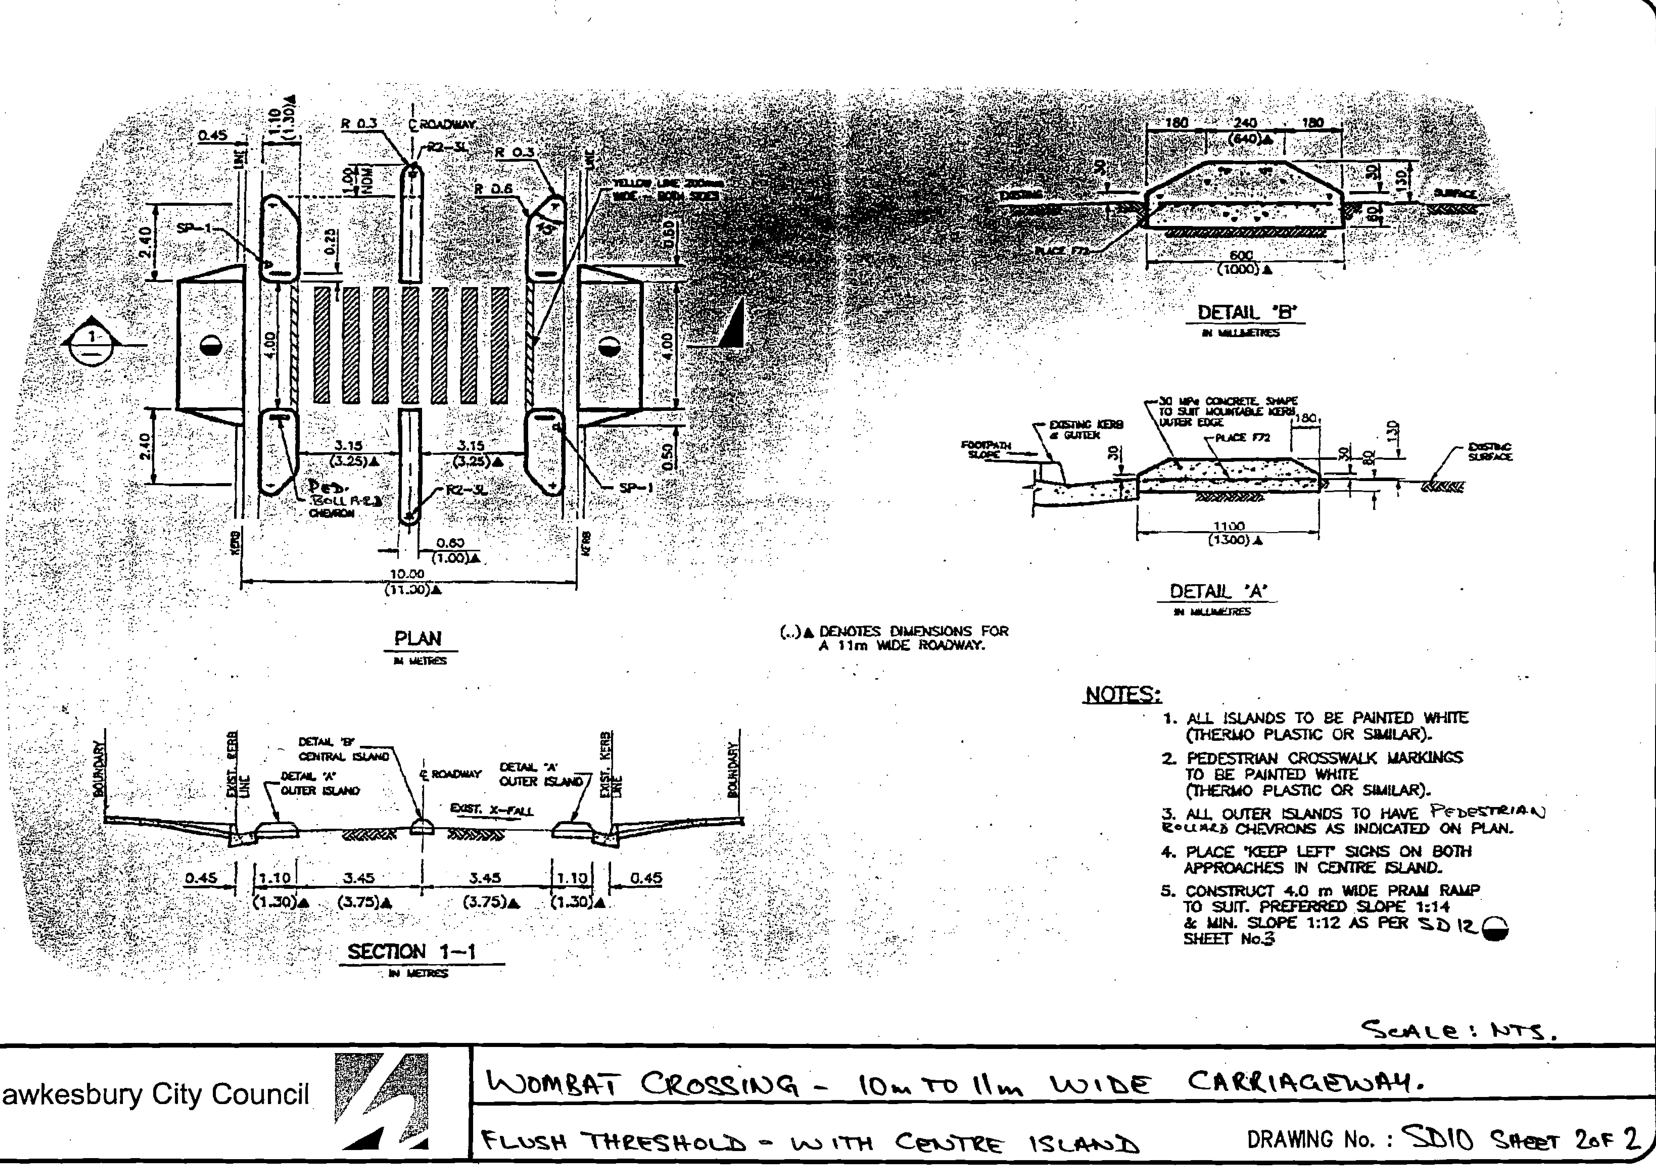 1.10
(1.30)▲
0.45
R 0.3
℄ ROADWAY
R2-3L
R 0.3
LINE
LINE
1.00
NOM
R 0.6
YELLOW LINE 200mm
WIDE - BOTH SIDES
2.40
SP-1
0.25
45°
0.50
1
4.00
4.00
2.40
3.15
(3.25)▲
3.15
(3.25)▲
0.50
PED.
BOLLARD
CHEVRON
R2-3L
SP-1
KERB
KERB
0.60
(1.00)▲
10.00
(11.00)▲
PLAN
IN METRES
180
240
180
(640)▲
30
30
130
EXISTING
SURFACE
80
PLACE F72
600
(1000)▲
DETAIL "B"
IN MILLIMETRES
30 MPa CONCRETE, SHAPE
TO SUIT MOUNTABLE KERB
OUTER EDGE
180
EXISTING KERB
& GUTTER
PLACE F72
FOOTPATH
SLOPE
30
30
130
80
EXISTING
SURFACE
1100
(1300)▲
DETAIL "A"
IN MILLIMETRES
(..)▲ DENOTES DIMENSIONS FOR
A 11m WIDE ROADWAY.
BOUNDARY
EXIST. KERB
LINE
DETAIL "B"
CENTRAL ISLAND
DETAIL "A"
OUTER ISLAND
℄ ROADWAY
DETAIL "A"
OUTER ISLAND
EXIST. KERB
LINE
BOUNDARY
EXIST. X-FALL
0.45
1.10
3.45
3.45
1.10
0.45
(1.30)▲
(3.75)▲
(3.75)▲
(1.30)▲
SECTION 1-1
IN METRES
NOTES:
1. ALL ISLANDS TO BE PAINTED WHITE
(THERMO PLASTIC OR SIMILAR).
2. PEDESTRIAN CROSSWALK MARKINGS
TO BE PAINTED WHITE
(THERMO PLASTIC OR SIMILAR).
3. ALL OUTER ISLANDS TO HAVE PEDESTRIAN
BOLLARD CHEVRONS AS INDICATED ON PLAN.
4. PLACE "KEEP LEFT" SIGNS ON BOTH
APPROACHES IN CENTRE ISLAND.
5. CONSTRUCT 4.0 m WIDE PRAM RAMP
TO SUIT. PREFERRED SLOPE 1:14
& MIN. SLOPE 1:12 AS PER SD12
SHEET No.3
SCALE: NTS.
awkesbury City Council
WOMBAT CROSSING - 10m TO 11m WIDE CARRIAGEWAY.
FLUSH THRESHOLD - WITH CENTRE ISLAND
DRAWING No. : SD10 SHEET 2 OF 2